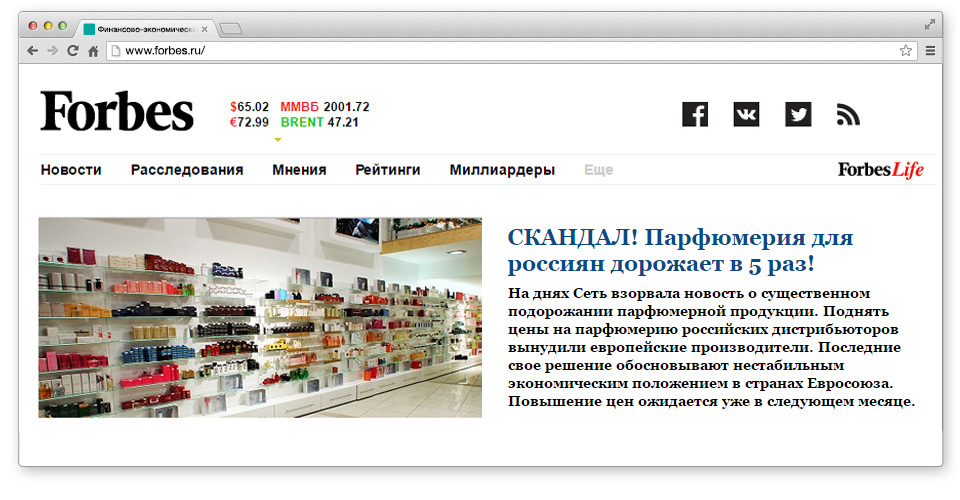 Финансово-экономически
www.forbes.ru/
Forbes
$65.02 ММВБ 2001.72
€72.99 BRENT 47.21
Новости Расследования Мнения Рейтинги Миллиардеры Еще
ForbesLife
СКАНДАЛ! Парфюмерия для
россиян дорожает в 5 раз!
На днях Сеть взорвала новость о существенном
подорожании парфюмерной продукции. Поднять
цены на парфюмерию российских дистрибьюторов
вынудили европейские производители. Последние
свое решение обосновывают нестабильным
экономическим положением в странах Евросоюза.
Повышение цен ожидается уже в следующем месяце.